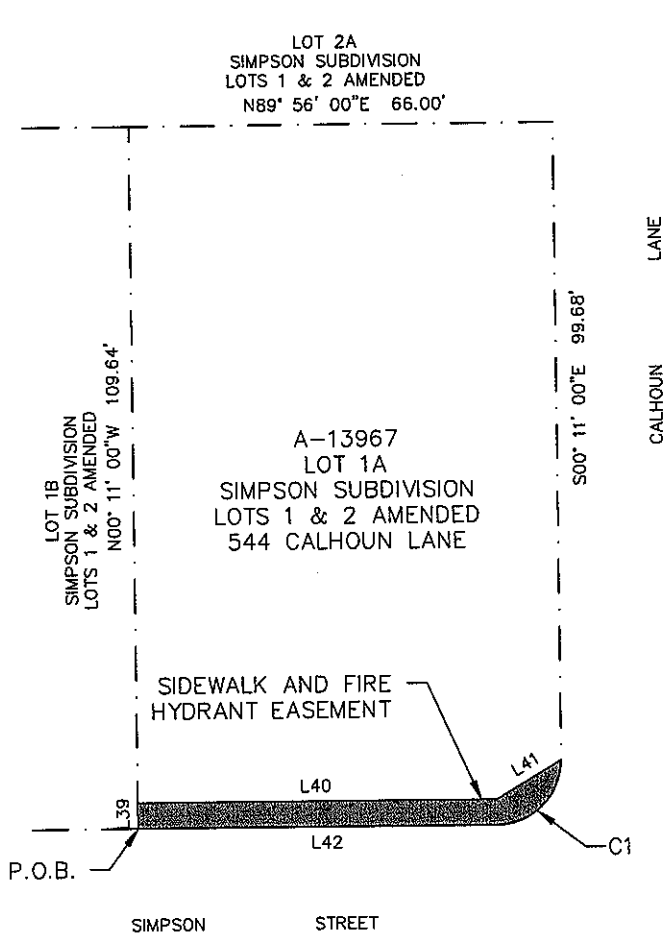 LOT 2A
SIMPSON SUBDIVISION
LOTS 1 & 2 AMENDED
N89° 56' 00"E 66.00'
LANE
CALHOUN
S00° 11' 00"E 99.68'
LOT 1B
SIMPSON SUBDIVISION
LOTS 1 & 2 AMENDED
N00° 11' 00"W 109.64'
A-13967
LOT 1A
SIMPSON SUBDIVISION
LOTS 1 & 2 AMENDED
544 CALHOUN LANE
SIDEWALK AND FIRE
HYDRANT EASEMENT
L41
L40
L39
L42
C1
P.O.B.
SIMPSON STREET